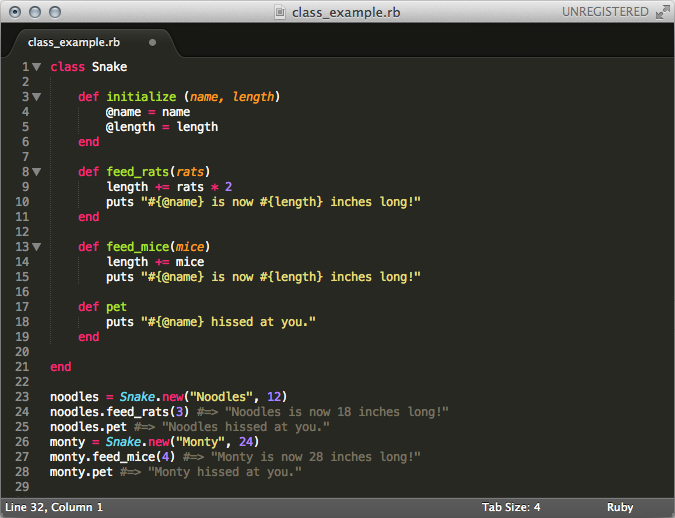 class_example.rb
UNREGISTERED
class_example.rb
1 class Snake
2
3     def initialize (name, length)
4         @name = name
5         @length = length
6     end
7
8     def feed_rats(rats)
9         length += rats * 2
10         puts "#{@name} is now #{length} inches long!"
11     end
12
13     def feed_mice(mice)
14         length += mice
15         puts "#{@name} is now #{length} inches long!"
16
17     def pet
18         puts "#{@name} hissed at you."
19     end
20
21 end
22
23 noodles = Snake.new("Noodles", 12)
24 noodles.feed_rats(3) #=> "Noodles is now 18 inches long!"
25 noodles.pet #=> "Noodles hissed at you."
26 monty = Snake.new("Monty", 24)
27 monty.feed_mice(4) #=> "Monty is now 28 inches long!"
28 monty.pet #=> "Monty hissed at you."
29
Line 32, Column 1
Tab Size: 4
Ruby